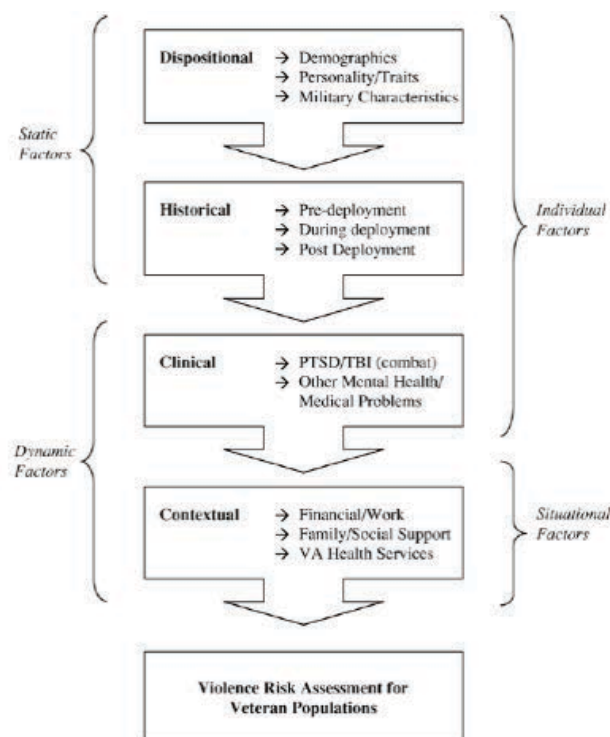 Dispositional → Demographics
→ Personality/Traits
→ Military Characteristics
Static
Factors
Historical → Pre-deployment
→ During deployment
→ Post Deployment
Individual
Factors
Clinical → PTSD/TBI (combat)
→ Other Mental Health/
Medical Problems
Dynamic
Factors
Contextual → Financial/Work
→ Family/Social Support
→ VA Health Services
Situational
Factors
Violence Risk Assessment for
Veteran Populations